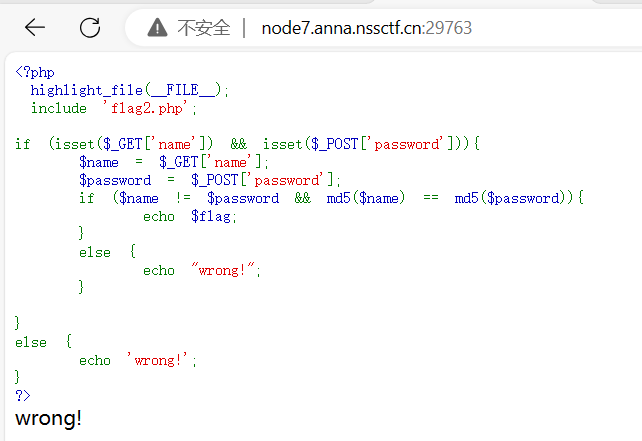 不安全 | node7.anna.nssctf.cn:29763
<?php
highlight_file(__FILE__);
include 'flag2.php';
if (isset($_GET['name']) && isset($_POST['password'])){
$name = $_GET['name'];
$password = $_POST['password'];
if ($name != $password && md5($name) == md5($password)){
echo $flag;
}
else {
echo "wrong!";
}
}
else {
echo 'wrong!';
}
?>
wrong!